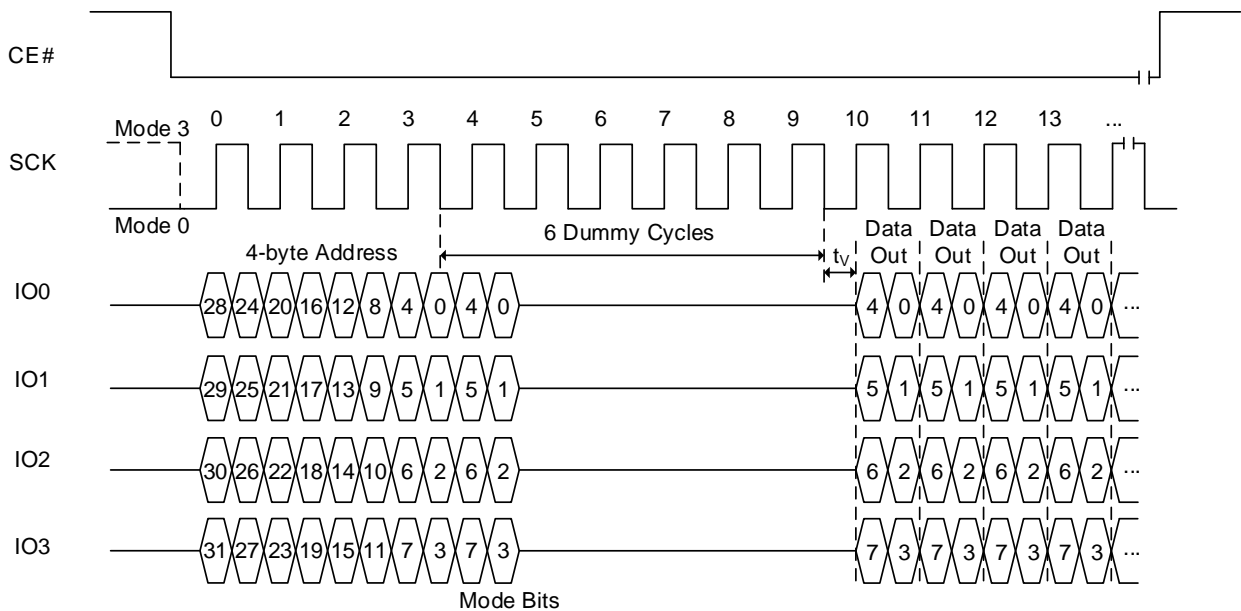 CE#
Mode 3
0 1 2 3 4 5 6 7 8 9 10 11 12 13 ...
SCK
Mode 0
4-byte Address
6 Dummy Cycles
tV
Data Out
Data Out
Data Out
Data Out
IO0
28 24 20 16 12 8 4 0 4 0 4 0 4 0 4 0 4 0 ...
IO1
29 25 21 17 13 9 5 1 5 1 5 1 5 1 5 1 5 1 ...
IO2
30 26 22 18 14 10 6 2 6 2 6 2 6 2 6 2 6 2 ...
IO3
31 27 23 19 15 11 7 3 7 3 7 3 7 3 7 3 7 3 ...
Mode Bits